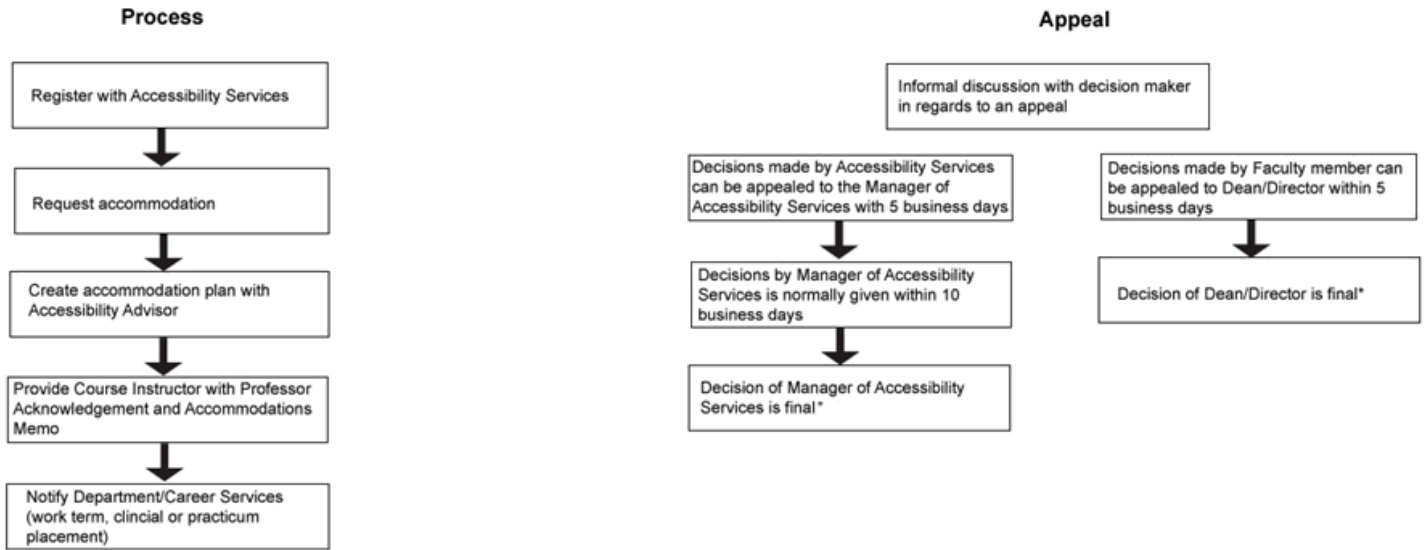 Process
Register with Accessibility Services
Request accommodation
Create accommodation plan with
Accessibility Advisor
Provide Course Instructor with Professor
Acknowledgement and Accommodations
Memo
Notify Department/Career Services
(work term, clincial or practicum
placement)
Appeal
Informal discussion with decision maker
in regards to an appeal
Decisions made by Accessibility Services
can be appealed to the Manager of
Accessibility Services with 5 business days
Decisions by Manager of Accessibility
Services is normally given within 10
business days
Decision of Manager of Accessibility
Services is final*
Decisions made by Faculty member can
be appealed to Dean/Director within 5
business days
Decision of Dean/Director is final*